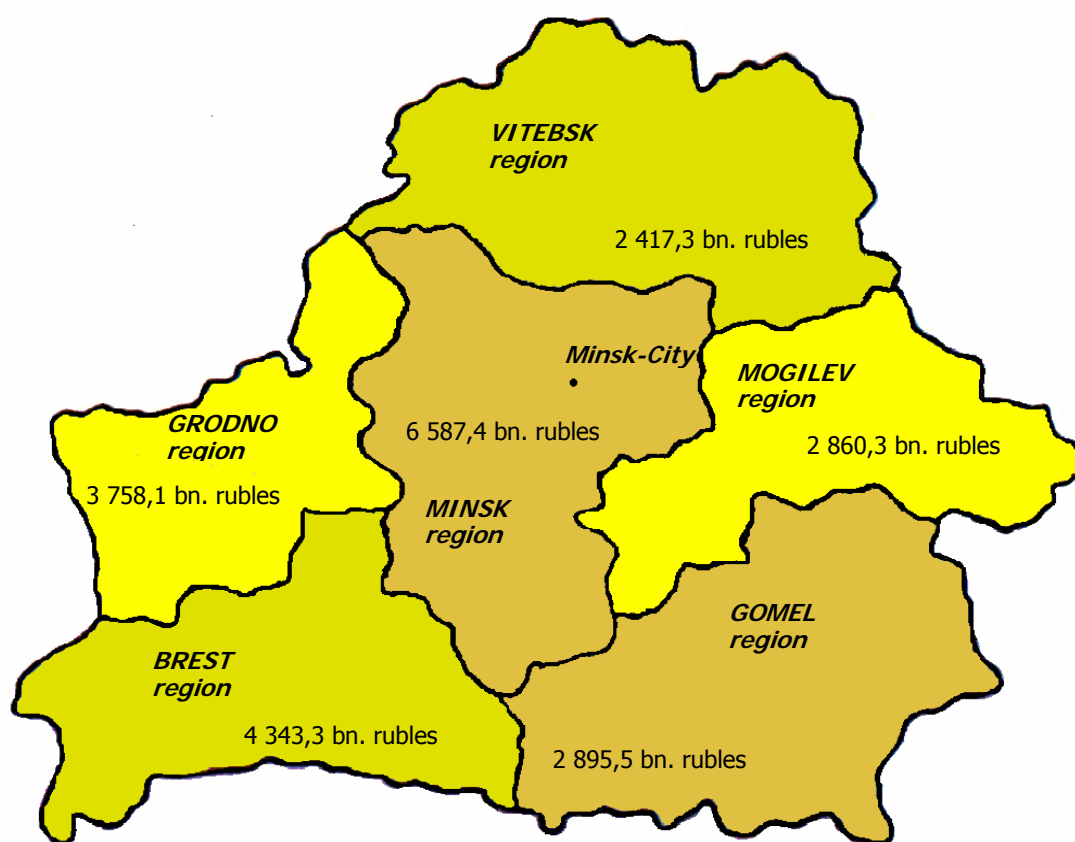 VITEBSK
region
2 417,3 bn. rubles
Minsk-City
MOGILEV
region
GRODNO
region
6 587,4 bn. rubles
2 860,3 bn. rubles
3 758,1 bn. rubles
MINSK
region
GOMEL
region
BREST
region
4 343,3 bn. rubles
2 895,5 bn. rubles